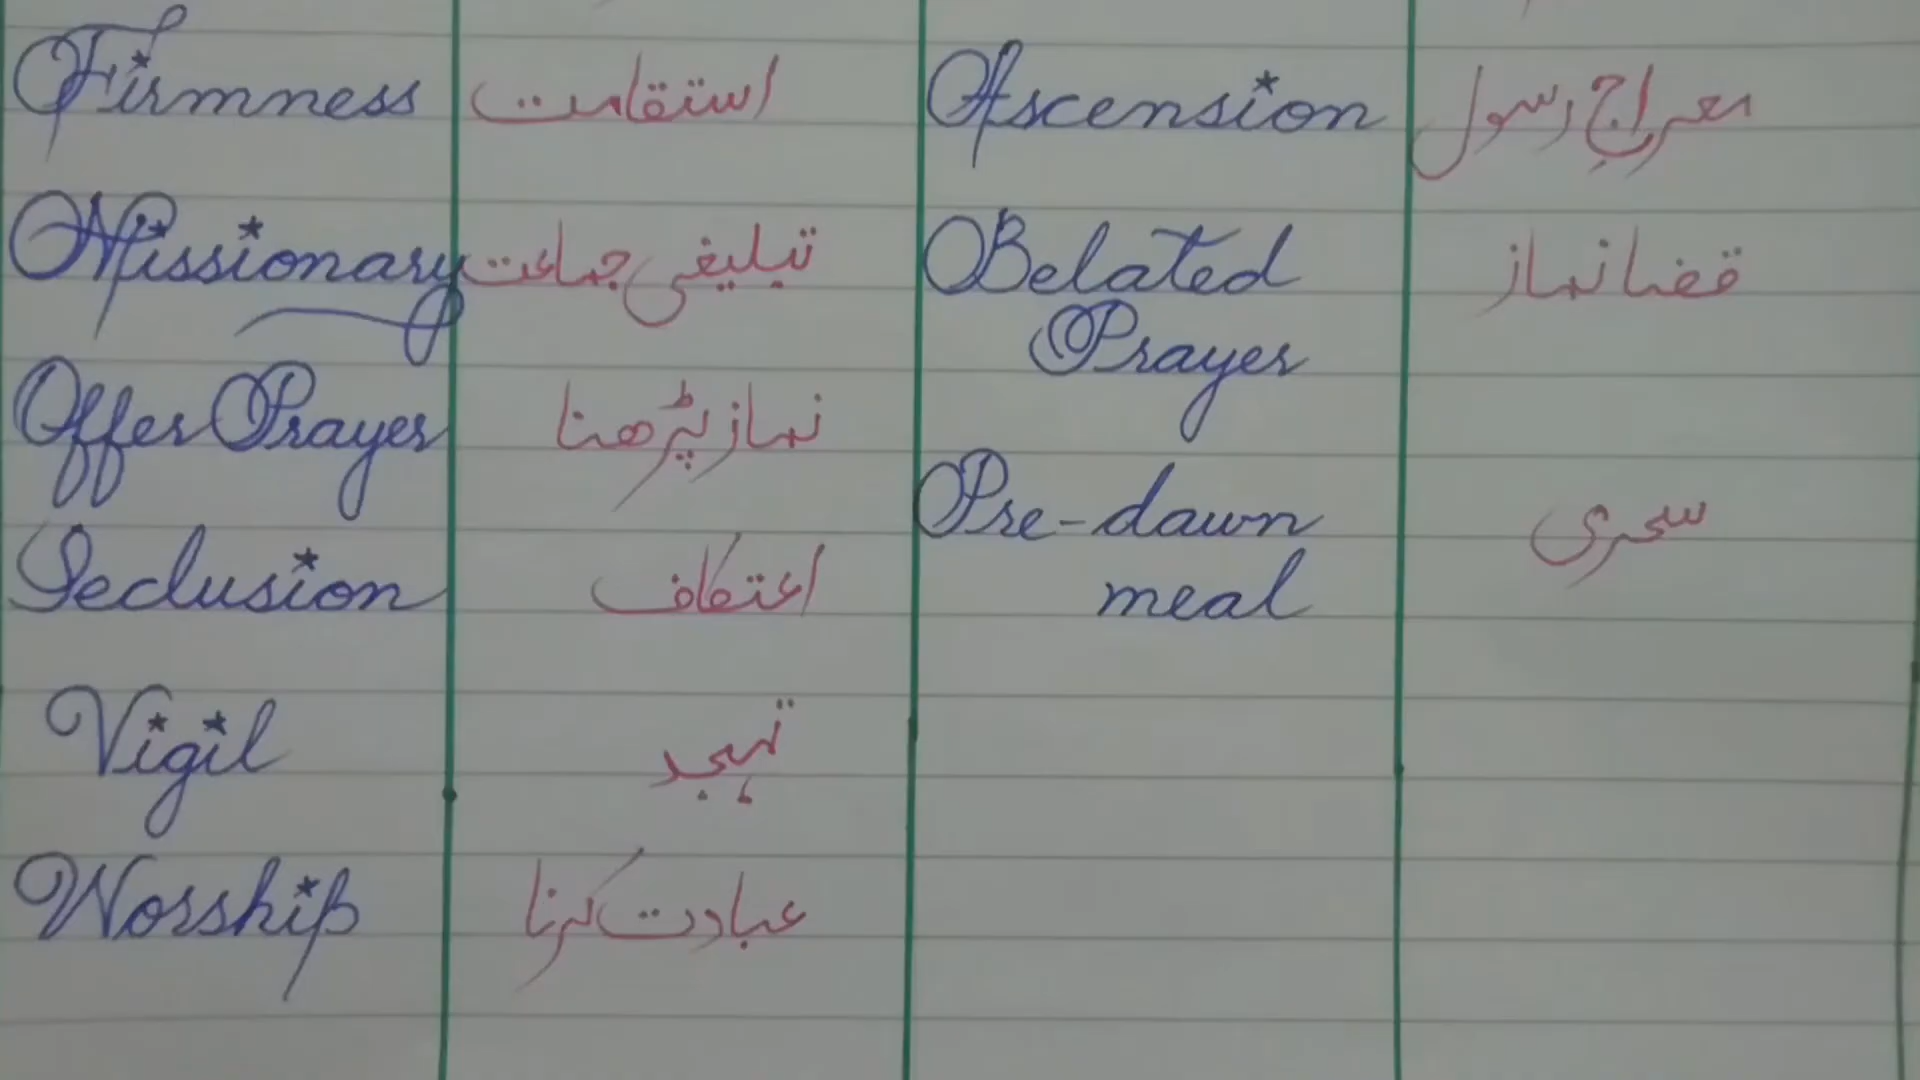 Firmness استقامت Ascension معراج رسول
Missionary تبلیغی جماعت Belated قضا نماز
Prayer
Offer Prayer نماز پڑھنا
Pre-dawn سحری
Seclusion اعتکاف meal
Vigil تہجد
Worship عبادت کرنا